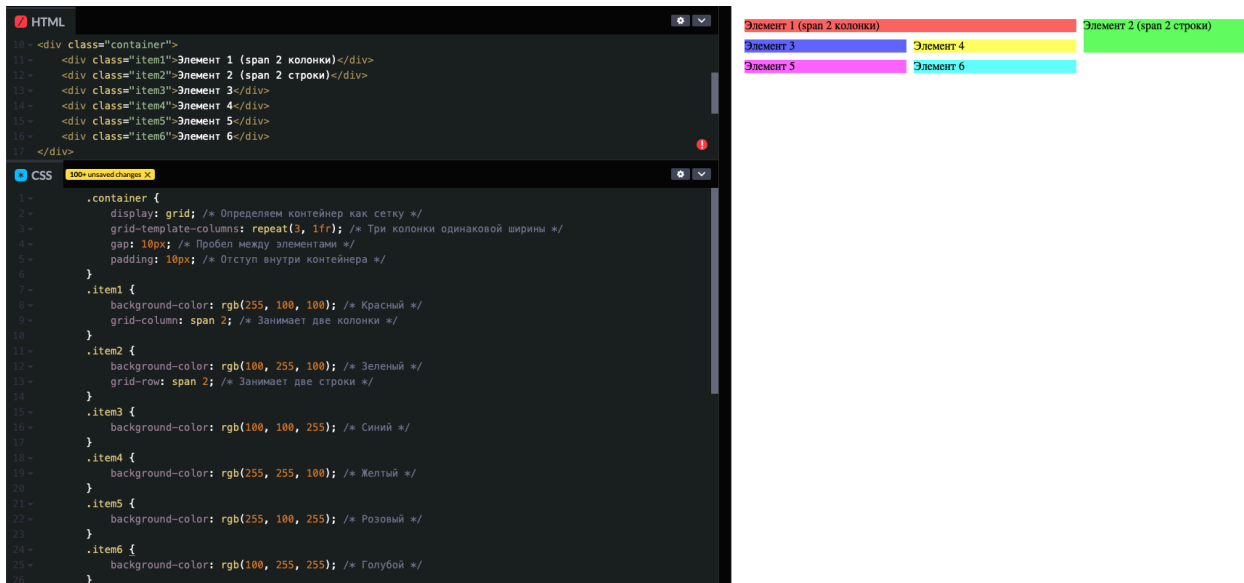 HTML
10 <div class="container">
11 <div class="item1">Элемент 1 (span 2 колонки)</div>
12 <div class="item2">Элемент 2 (span 2 строки)</div>
13 <div class="item3">Элемент 3</div>
14 <div class="item4">Элемент 4</div>
15 <div class="item5">Элемент 5</div>
16 <div class="item6">Элемент 6</div>
17 </div>
CSS 100+ unsaved changes X
1 .container {
2 display: grid; /* Определяем контейнер как сетку */
3 grid-template-columns: repeat(3, 1fr); /* Три колонки одинаковой ширины */
4 gap: 10px; /* Пробел между элементами */
5 padding: 10px; /* Отступ внутри контейнера */
6 }
7 .item1 {
8 background-color: rgb(255, 100, 100); /* Красный */
9 grid-column: span 2; /* Занимает две колонки */
10 }
11 .item2 {
12 background-color: rgb(100, 255, 100); /* Зеленый */
13 grid-row: span 2; /* Занимает две строки */
14 }
15 .item3 {
16 background-color: rgb(100, 100, 255); /* Синий */
17 }
18 .item4 {
19 background-color: rgb(255, 255, 100); /* Желтый */
20 }
21 .item5 {
22 background-color: rgb(255, 100, 255); /* Розовый */
23 }
24 .item6 {
25 background-color: rgb(100, 255, 255); /* Голубой */
26 }
Элемент 1 (span 2 колонки) Элемент 2 (span 2 строки)
Элемент 3 Элемент 4
Элемент 5 Элемент 6